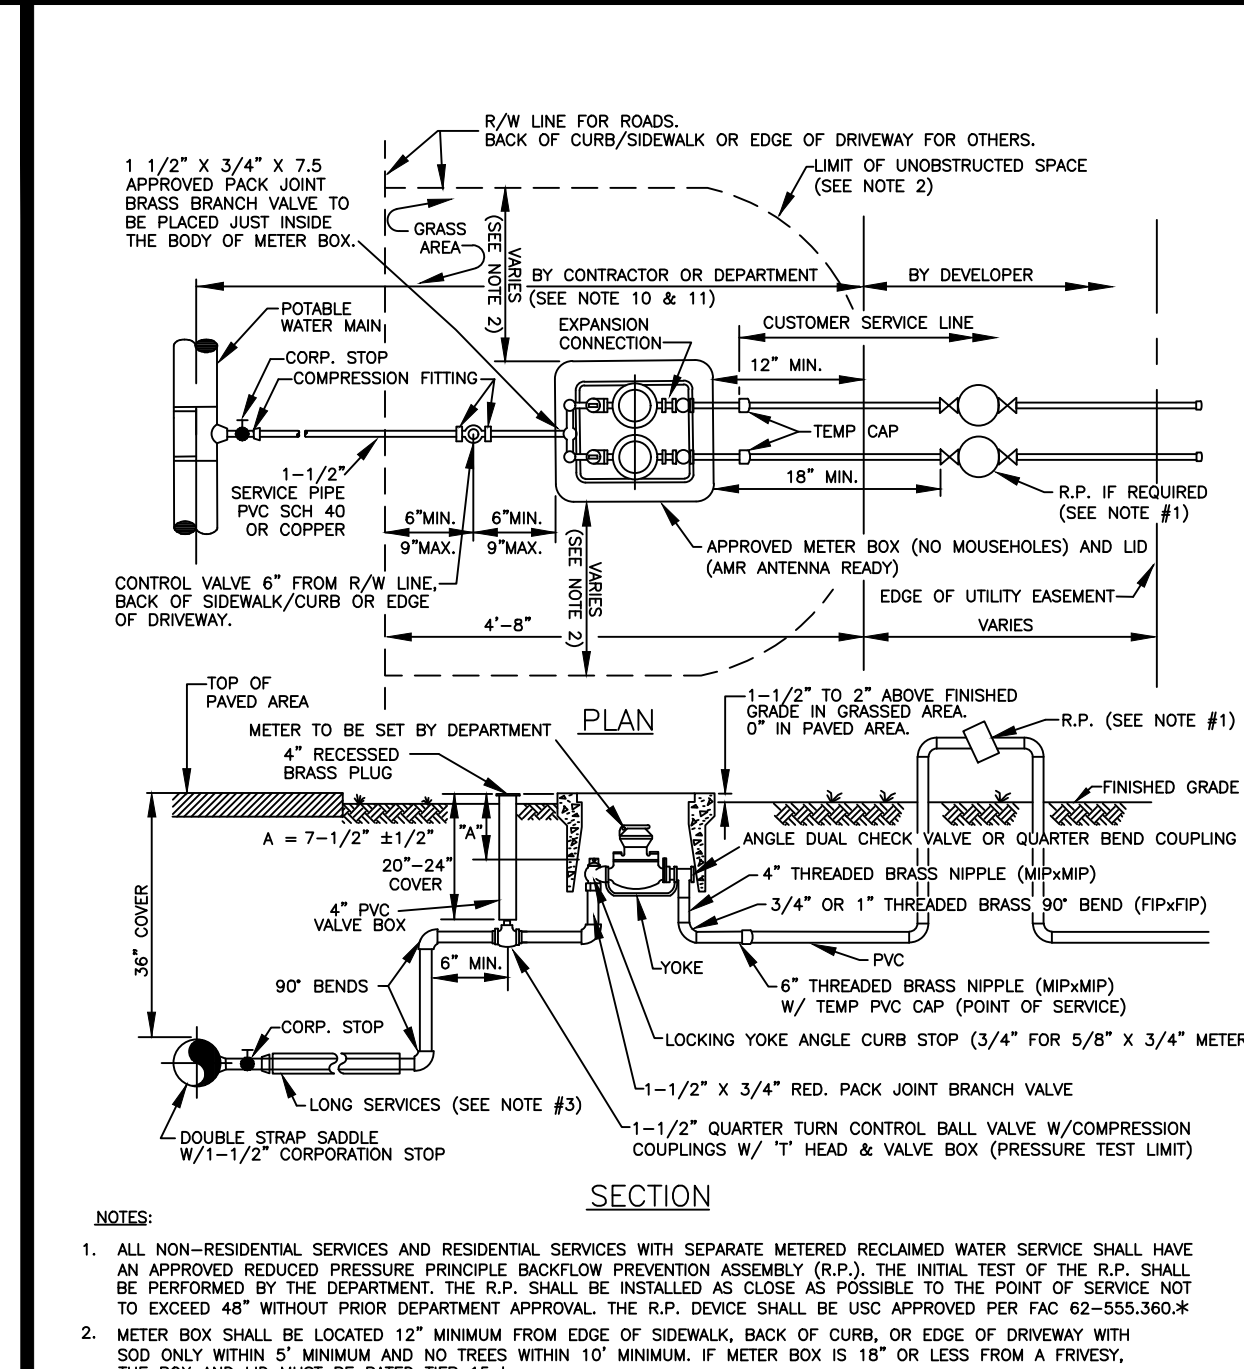 R/W LINE FOR ROADS.
BACK OF CURB/SIDEWALK OR EDGE OF DRIVEWAY FOR OTHERS.
1 1/2" X 3/4" X 7.5
APPROVED PACK JOINT
BRASS BRANCH VALVE TO
BE PLACED JUST INSIDE
THE BODY OF METER BOX.
LIMIT OF UNOBSTRUCTED SPACE
(SEE NOTE 2)
GRASS
AREA
VARIES
(SEE NOTE 2)
BY CONTRACTOR OR DEPARTMENT
(SEE NOTE 10 & 11)
BY DEVELOPER
POTABLE
WATER MAIN
EXPANSION
CONNECTION
CUSTOMER SERVICE LINE
CORP. STOP
COMPRESSION FITTING
12" MIN.
TEMP CAP
1-1/2"
SERVICE PIPE
PVC SCH 40
OR COPPER
18" MIN.
R.P. IF REQUIRED
(SEE NOTE #1)
6"MIN.
9"MAX.
6"MIN.
9"MAX.
VARIES
(SEE NOTE 2)
APPROVED METER BOX (NO MOUSEHOLES) AND LID
(AMR ANTENNA READY)
CONTROL VALVE 6" FROM R/W LINE,
BACK OF SIDEWALK/CURB OR EDGE
OF DRIVEWAY.
EDGE OF UTILITY EASEMENT
4'-8"
VARIES
PLAN
TOP OF
PAVED AREA
METER TO BE SET BY DEPARTMENT
4" RECESSED
BRASS PLUG
1-1/2" TO 2" ABOVE FINISHED
GRADE IN GRASSED AREA.
0" IN PAVED AREA.
R.P. (SEE NOTE #1)
FINISHED GRADE
A = 7-1/2" ±1/2"
"A"
20"-24"
COVER
ANGLE DUAL CHECK VALVE OR QUARTER BEND COUPLING
4" THREADED BRASS NIPPLE (MIPxMIP)
3/4" OR 1" THREADED BRASS 90° BEND (FIPxFIP)
4" PVC
VALVE BOX
36" COVER
6" MIN.
YOKE
PVC
90° BENDS
6" THREADED BRASS NIPPLE (MIPxMIP)
W/ TEMP PVC CAP (POINT OF SERVICE)
CORP. STOP
LOCKING YOKE ANGLE CURB STOP (3/4" FOR 5/8" X 3/4" METER
1-1/2" X 3/4" RED. PACK JOINT BRANCH VALVE
LONG SERVICES (SEE NOTE #3)
DOUBLE STRAP SADDLE
W/1-1/2" CORPORATION STOP
1-1/2" QUARTER TURN CONTROL BALL VALVE W/COMPRESSION
COUPLINGS W/ 'T' HEAD & VALVE BOX (PRESSURE TEST LIMIT)
SECTION
NOTES:
1. ALL NON-RESIDENTIAL SERVICES AND RESIDENTIAL SERVICES WITH SEPARATE METERED RECLAIMED WATER SERVICE SHALL HAVE
AN APPROVED REDUCED PRESSURE PRINCIPLE BACKFLOW PREVENTION ASSEMBLY (R.P.). THE INITIAL TEST OF THE R.P. SHALL
BE PERFORMED BY THE DEPARTMENT. THE R.P. SHALL BE INSTALLED AS CLOSE AS POSSIBLE TO THE POINT OF SERVICE NOT
TO EXCEED 48" WITHOUT PRIOR DEPARTMENT APPROVAL. THE R.P. DEVICE SHALL BE USC APPROVED PER FAC 62-555.360.*
2. METER BOX SHALL BE LOCATED 12" MINIMUM FROM EDGE OF SIDEWALK, BACK OF CURB, OR EDGE OF DRIVEWAY WITH
SOD ONLY WITHIN 5' MINIMUM AND NO TREES WITHIN 10' MINIMUM. IF METER BOX IS 18" OR LESS FROM A FRIVESY,